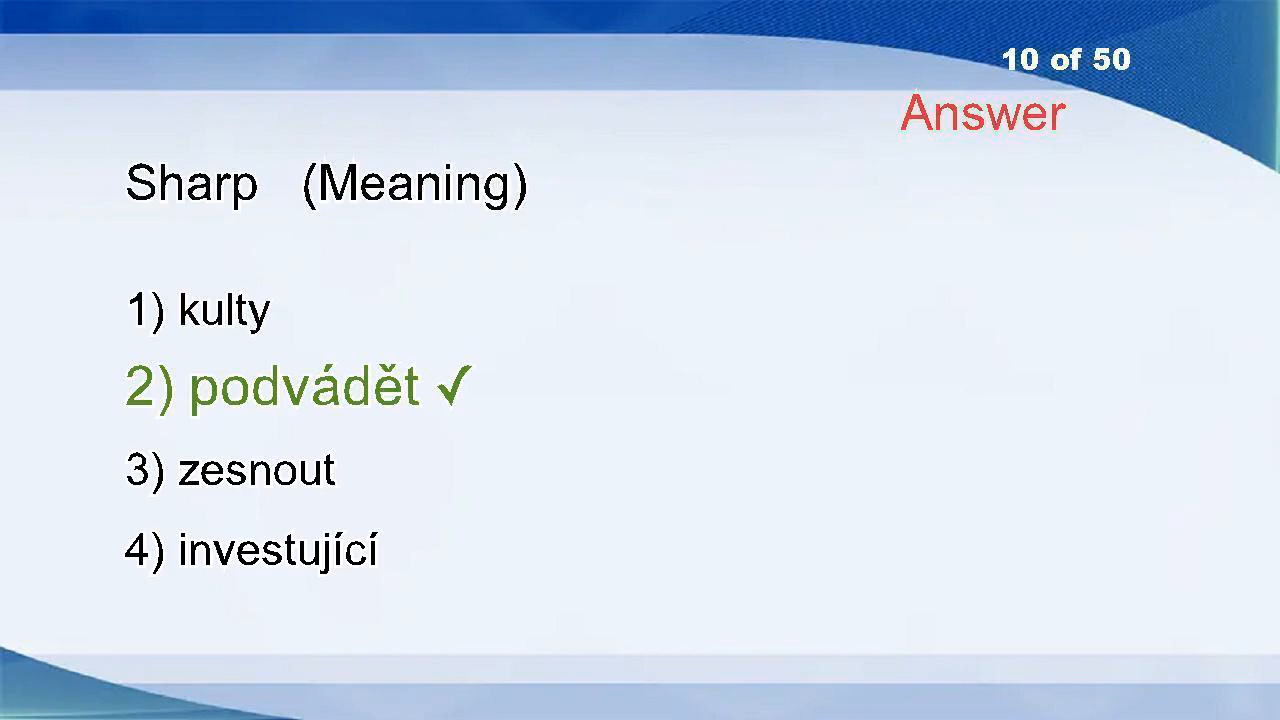 10 of 50
Answer
Sharp (Meaning)
1) kulty
2) podvádět ✓
3) zesnout
4) investující